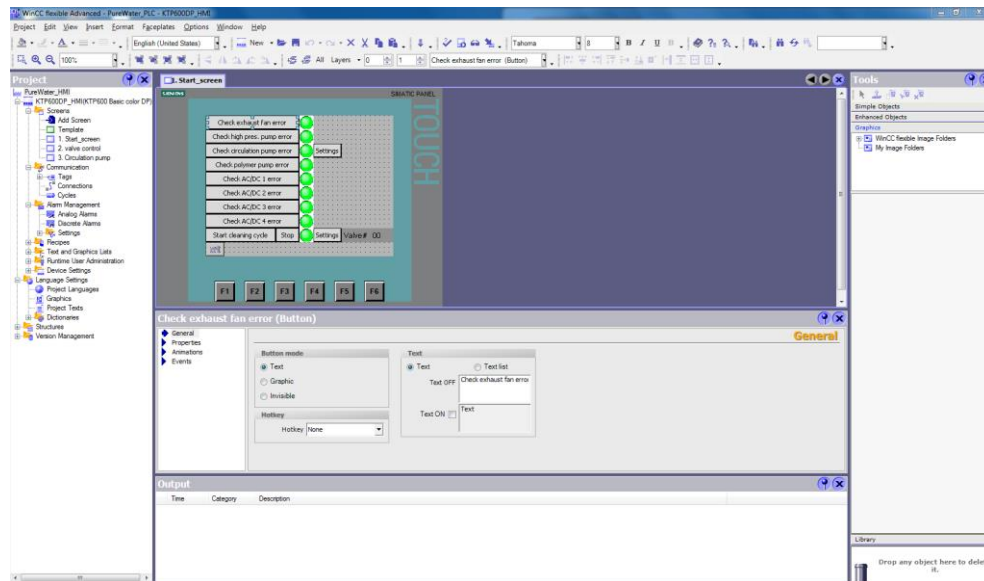 WinCC flexible Advanced - PureWater_PLC - KTP600DP_HMI
Project Edit View Insert Format Faceplates Options Window Help
English (United States) New Tahoma 8 B I U
100% All Layers 0 1 Check exhaust fan error (Button)
Project
PureWater_HMI
KTP600DP_HMI(KTP600 Basic color DP)
Screens
Add Screen
Template
1. Start_screen
2. valve control
3. Circulation pump
Communication
Tags
Connections
Cycles
Alarm Management
Analog Alarms
Discrete Alarms
Settings
Recipes
Text and Graphics Lists
Runtime User Administration
Device Settings
Language Settings
Project Languages
Graphics
Project Texts
Dictionaries
Structures
Version Management
1. Start_screen
SIEMENS SIMATIC PANEL
TOUCH
Check exhaust fan error
Check high pres. pump error
Check circulation pump error Settings
Check polymer pump error
Check AC/DC 1 error
Check AC/DC 2 error
Check AC/DC 3 error
Check AC/DC 4 error
Start cleaning cycle Stop Settings Valve# 00
F1 F2 F3 F4 F5 F6
Check exhaust fan error (Button)
General
Properties
Animations
Events
General
Button mode
Text
Graphic
Invisible
Hotkey
Hotkey None
Text
Text Text list
Text OFF Check exhaust fan erro
Text ON Text
Output
Time Category Description
Tools
Simple Objects
Enhanced Objects
Graphics
WinCC flexible Image Folders
My Image Folders
Library
Drop any object here to dele
it.